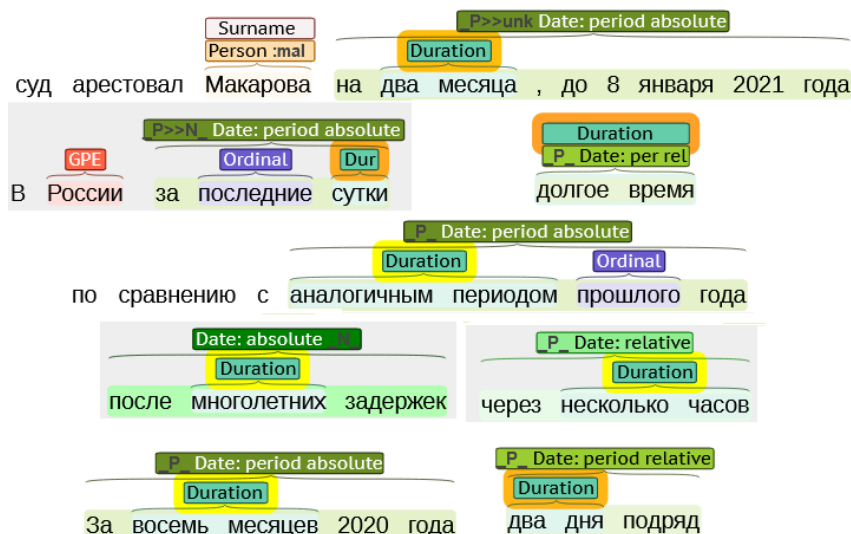 Surname
_P>>unk Date: period absolute
Person :mal
Duration
суд арестовал Макарова на два месяца , до 8 января 2021 года
_P>>N_ Date: period absolute
Duration
GPE Ordinal Dur
_P_ Date: per rel
В России за последние сутки
долгое время
_P_ Date: period absolute
Duration Ordinal
по сравнению с аналогичным периодом прошлого года
Date: absolute _N_
_P_ Date: relative
Duration
Duration
после многолетних задержек
через несколько часов
_P_ Date: period absolute
_P_ Date: period relative
Duration
Duration
За восемь месяцев 2020 года
два дня подряд